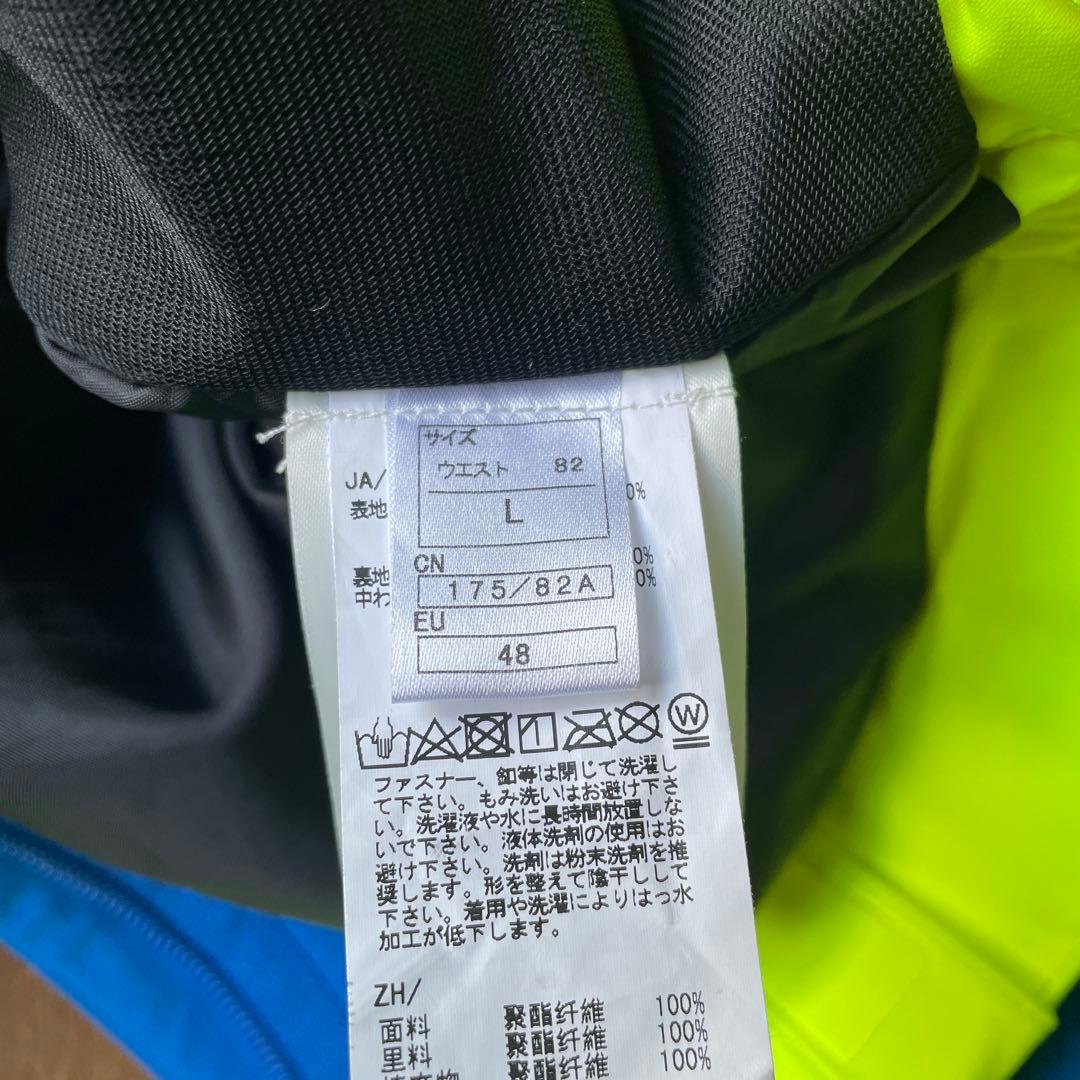 サイズ
ウエスト 82
L
CN
175/82A
EU
48
JA/
表地
0%
裏地
0%
中わ
0%
W
ファスナー、釦等は閉じて洗濯し
て下さい。もみ洗いはお避け下さ
い。洗濯液や水に長時間放置しな
いで下さい。液体洗剤の使用はお
避け下さい。洗剤は粉末洗剤を推
奨します。形を整えて陰干しして
下さい。着用や洗濯によりはっ水
加工が低下します。
ZH/
面料 聚酯纤维 100%
里料 聚酯纤维 100%
填充物 聚酯纤维 100%